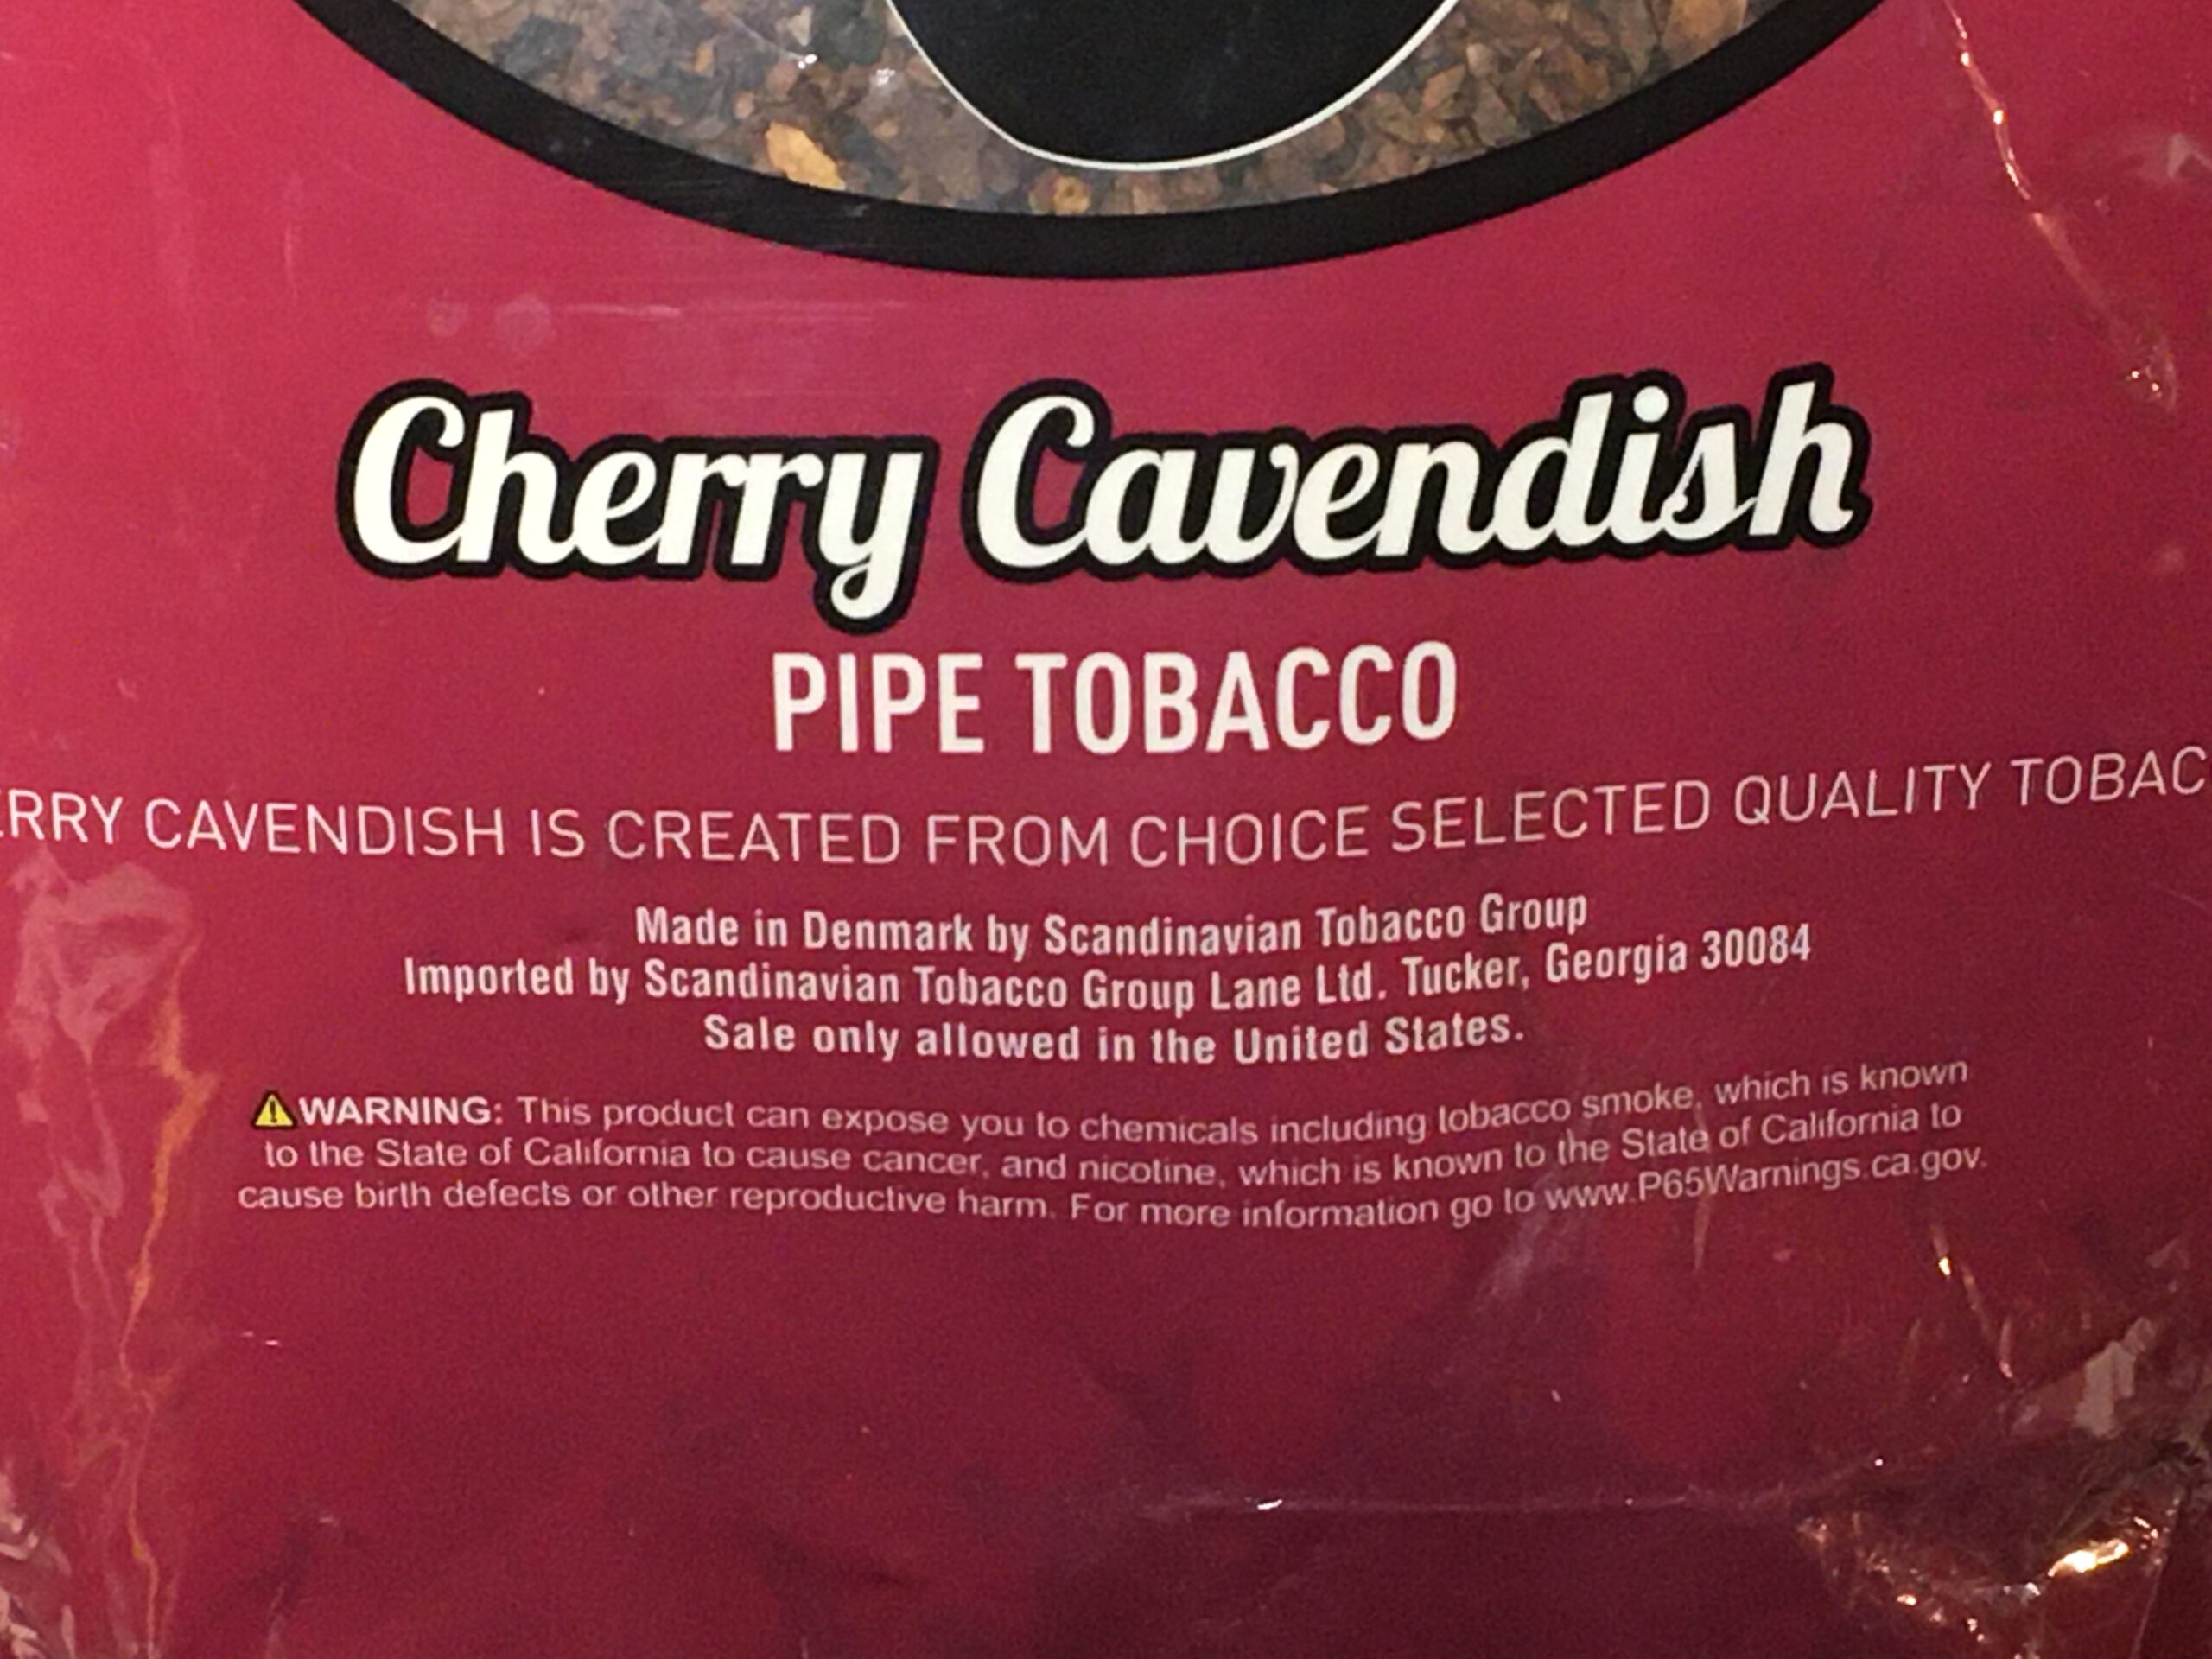 Cherry Cavendish
PIPE TOBACCO
CAVENDISH IS CREATED FROM CHOICE SELECTED QUALITY
Made in Denmark by Scandinavian Tobacco Group
Imported by Scandinavian Tobacco Group Lane Ltd. Tucker, Georgia 30084
Sale only allowed in the United States.
WARNING: This product can expose you to chemicals including tobacco smoke, which is known
to the State of California to cause cancer, and nicotine, which is known to the State of California to
cause birth defects or other reproductive harm. For more information go to www.P65Warnings.ca.gov.